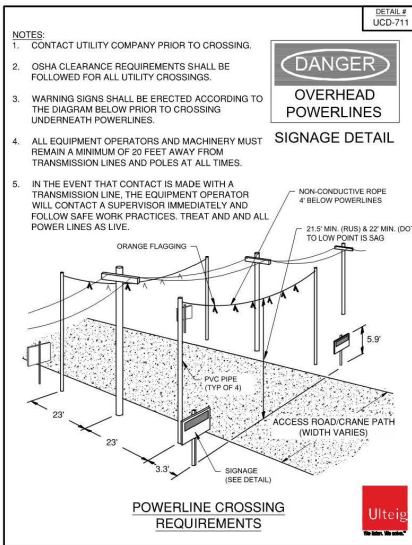 DETAIL #
UCD-711
NOTES:
1. CONTACT UTILITY COMPANY PRIOR TO CROSSING.
2. OSHA CLEARANCE REQUIREMENTS SHALL BE
FOLLOWED FOR ALL UTILITY CROSSINGS.
3. WARNING SIGNS SHALL BE ERECTED ACCORDING TO
THE DIAGRAM BELOW PRIOR TO CROSSING
UNDERNEATH POWERLINES.
4. ALL EQUIPMENT OPERATORS AND MACHINERY MUST
REMAIN A MINIMUM OF 20 FEET AWAY FROM
TRANSMISSION LINES AND POLES AT ALL TIMES.
5. IN THE EVENT THAT CONTACT IS MADE WITH A
TRANSMISSION LINE, THE EQUIPMENT OPERATOR
WILL CONTACT A SUPERVISOR IMMEDIATELY AND
FOLLOW SAFE WORK PRACTICES. TREAT AND AND ALL
POWER LINES AS LIVE.
DANGER
OVERHEAD
POWERLINES
SIGNAGE DETAIL
NON-CONDUCTIVE ROPE
4' BELOW POWERLINES
21.5' MIN. (RUS) & 22' MIN. (DOT
TO LOW POINT IS SAG
ORANGE FLAGGING
5.9'
PVC PIPE
(TYP OF 4)
ACCESS ROAD/CRANE PATH
(WIDTH VARIES)
23'
23'
3.3'
SIGNAGE
(SEE DETAIL)
POWERLINE CROSSING
REQUIREMENTS
Ulteig